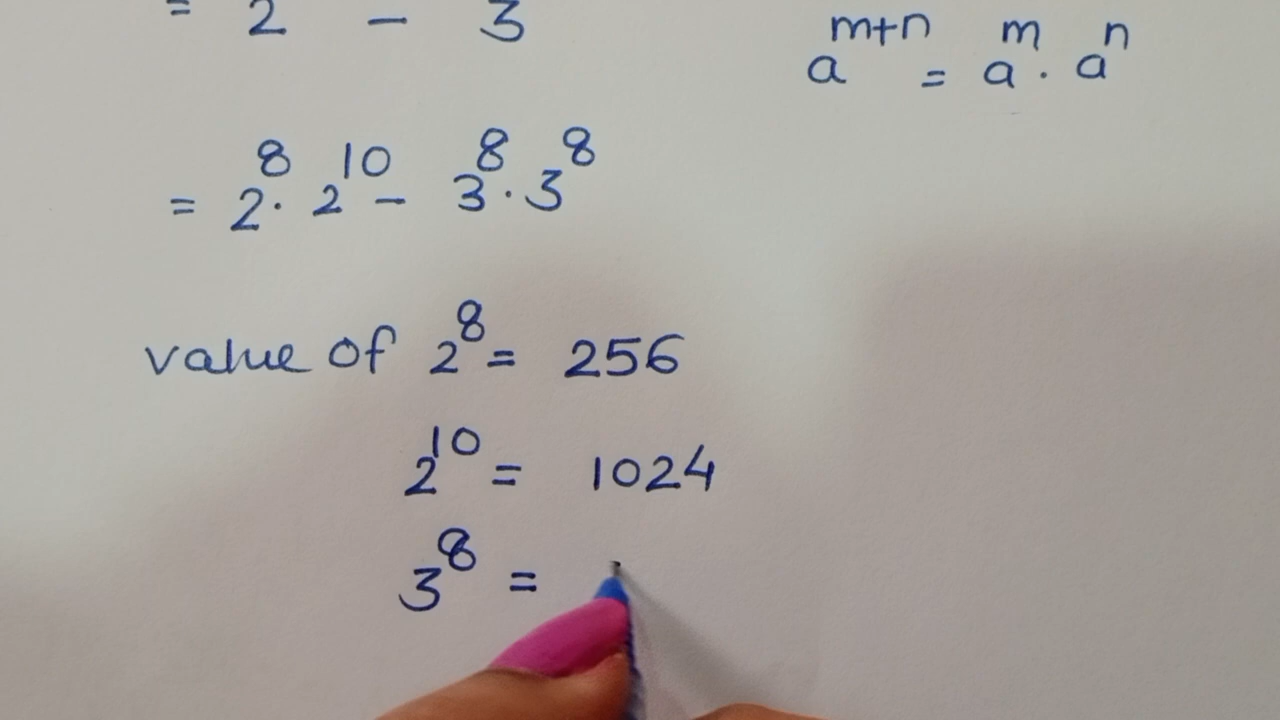 = 2 - 3
a^{m+n} = a^m · a^n
= 2^8 · 2^{10} - 3^8 · 3^8
value of 2^8 = 256
2^{10} = 1024
3^8 =